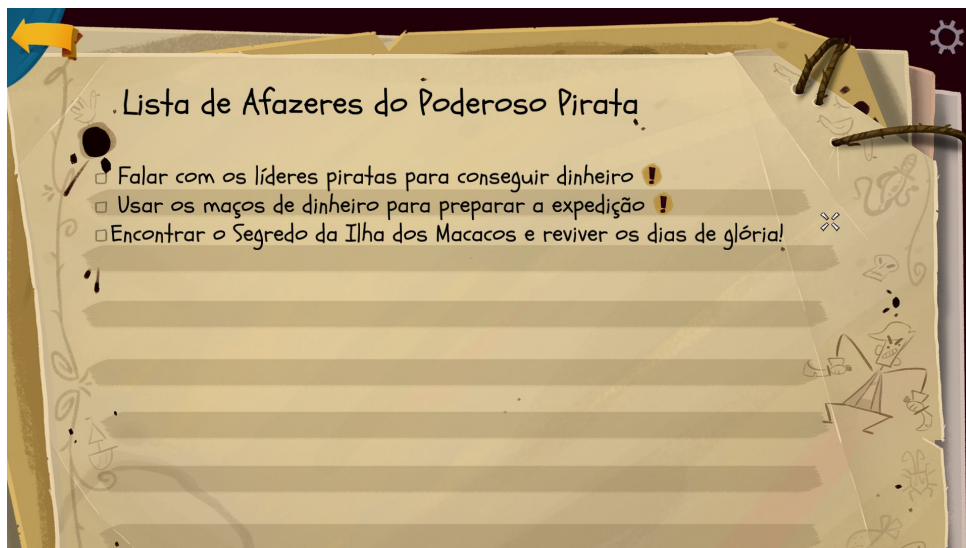 Lista de Afazeres do Poderoso Pirata
Falar com os líderes piratas para conseguir dinheiro !
Usar os maços de dinheiro para preparar a expedição !
Encontrar o Segredo da Ilha dos Macacos e reviver os dias de glória!